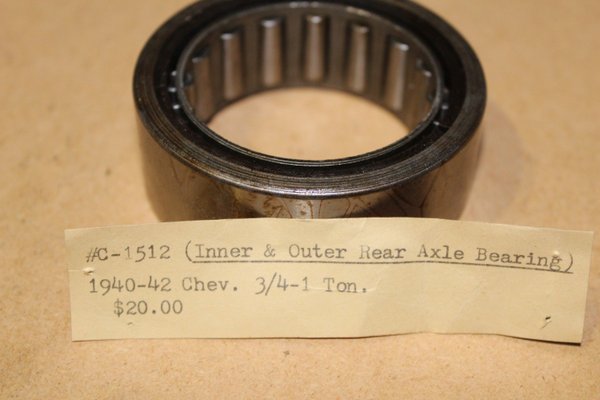 #C-1512 (Inner & Outer Rear Axle Bearing)
1940-42 Chev. 3/4-1 Ton.
$20.00